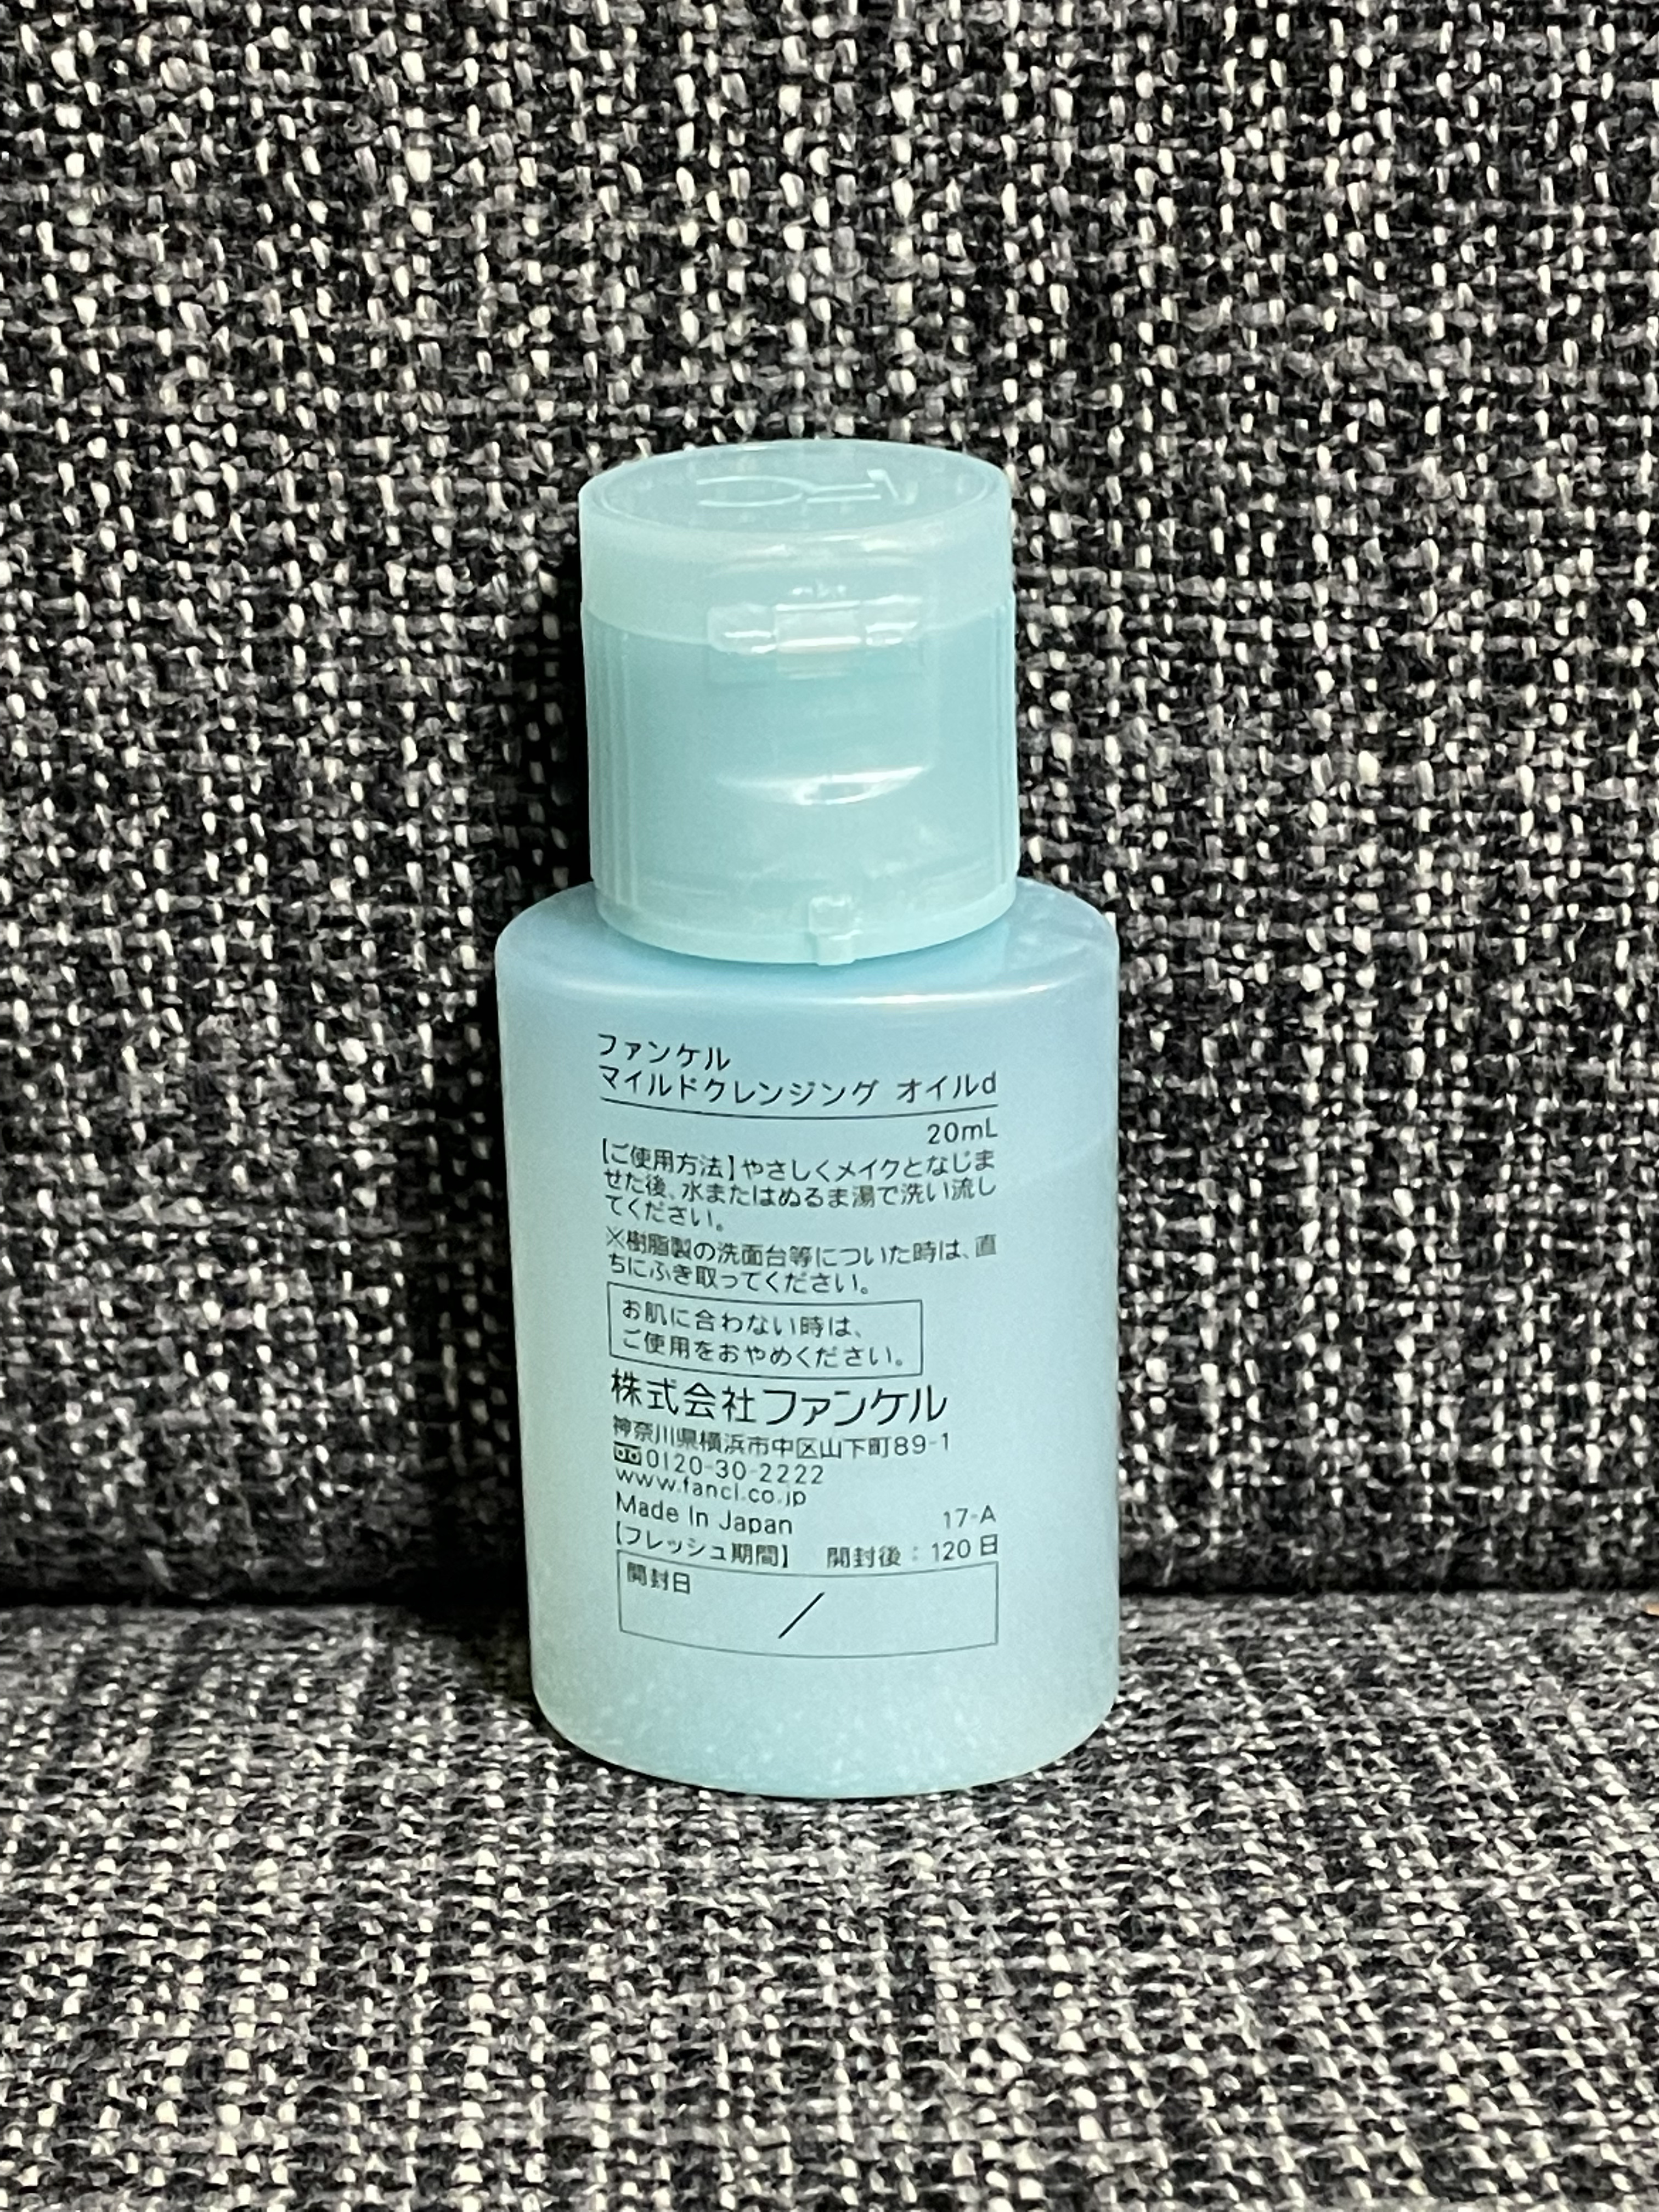 ファンケル
マイルドクレンジング オイルd
20mL
【ご使用方法】やさしくメイクとなじま
せた後、水またはぬるま湯で洗い流し
てください。
※樹脂製の洗面台等についた時は、直
ちにふき取ってください。
お肌に合わない時は、
ご使用をおやめください。
株式会社ファンケル
神奈川県横浜市中区山下町89-1
0120-30-2222
www.fancl.co.jp
Made In Japan 17-A
【フレッシュ期間】 開封後：120日
開封日 /